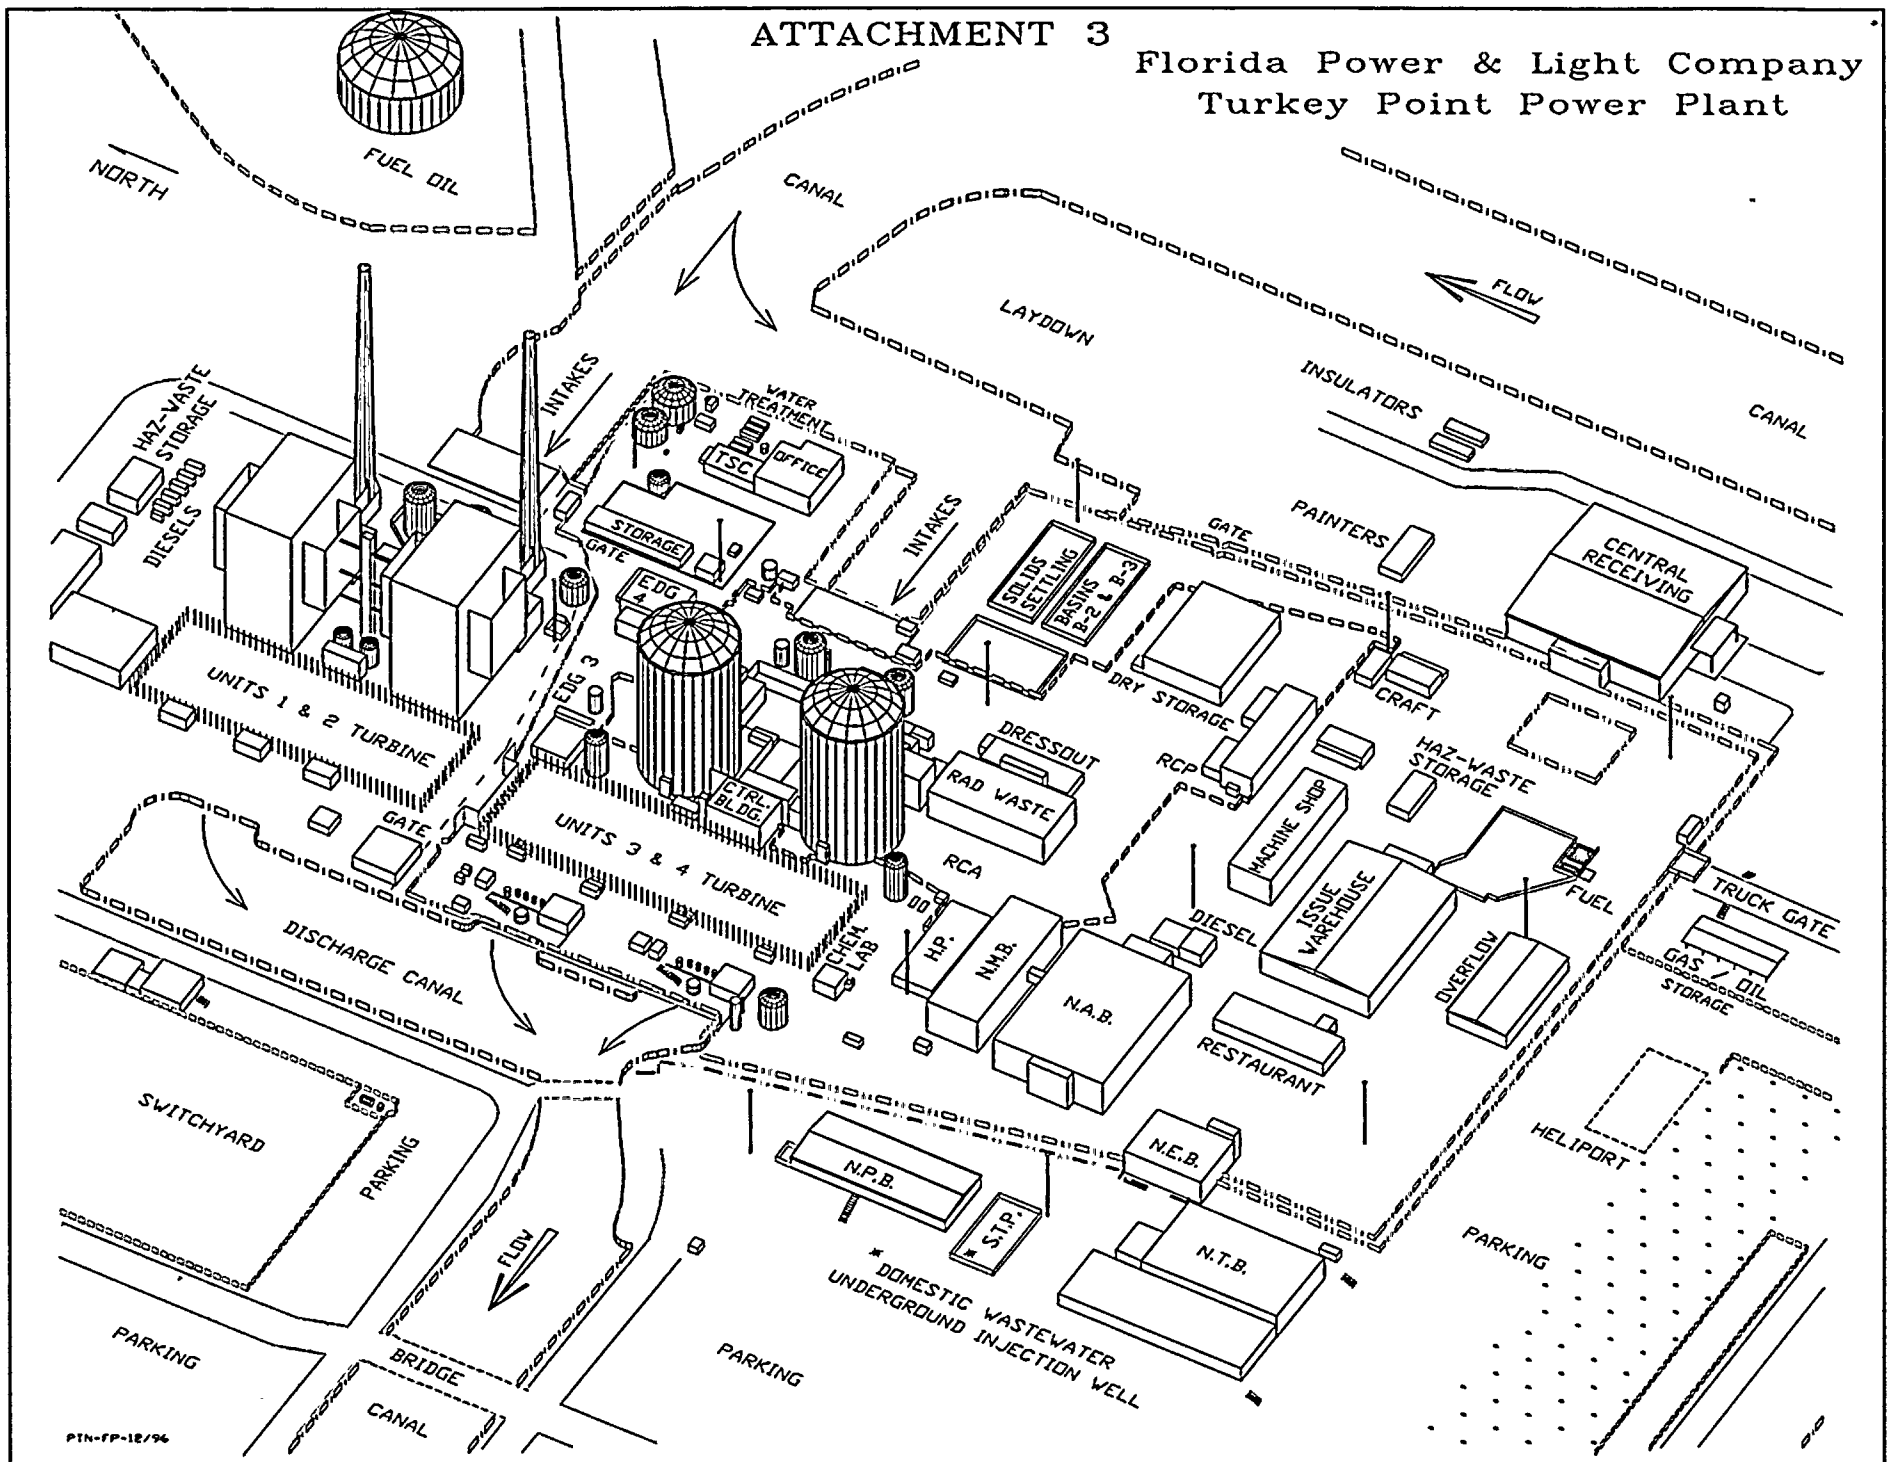 ATTACHMENT 3
Florida Power & Light Company
Turkey Point Power Plant
NORTH
FUEL OIL
CANAL
FLOW
LAYDOWN
INSULATORS
CANAL
HAZ-WASTE
STORAGE
DIESELS
INTAKES
WATER
TREATMENT
TSC
OFFICE
STORAGE
GATE
INTAKES
SOLIDS
SETTLING
BASINS
B-2 & B-3
GATE
PAINTERS
CENTRAL
RECEIVING
EDG
4
EDG 3
UNITS 1 & 2 TURBINE
DRY STORAGE
CRAFT
DRESSOUT
RCP
HAZ-WASTE
STORAGE
RAD WASTE
CTRL.
BLDG.
MACHINE SHOP
GATE
UNITS 3 & 4 TURBINE
RCA
FUEL
TRUCK GATE
DISCHARGE CANAL
CHEM.
LAB
H.P.
N.M.B.
DIESEL
ISSUE
WAREHOUSE
OVERFLOW
GAS / OIL
STORAGE
N.A.B.
RESTAURANT
SWITCHYARD
PARKING
HELIPORT
N.P.B.
N.E.B.
S.T.P.
N.T.B.
PARKING
FLOW
DOMESTIC WASTEWATER
UNDERGROUND INJECTION WELL
PARKING
BRIDGE
CANAL
PARKING
PTN-FP-12/96